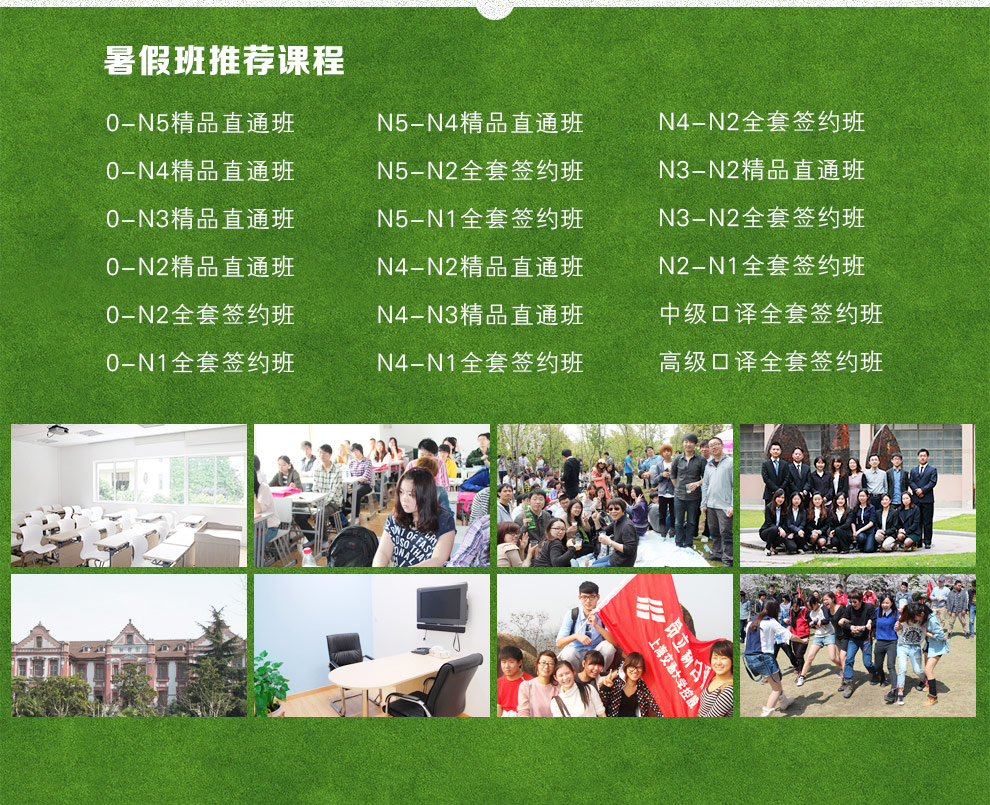 暑假班推荐课程
0-N5精品直通班
0-N4精品直通班
0-N3精品直通班
0-N2精品直通班
0-N2全套签约班
0-N1全套签约班
N5-N4精品直通班
N5-N2全套签约班
N5-N1全套签约班
N4-N2精品直通班
N4-N3精品直通班
N4-N1全套签约班
N4-N2全套签约班
N3-N2精品直通班
N3-N2全套签约班
N2-N1全套签约班
中级口译全套签约班
高级口译全套签约班
昂立新
上海交大